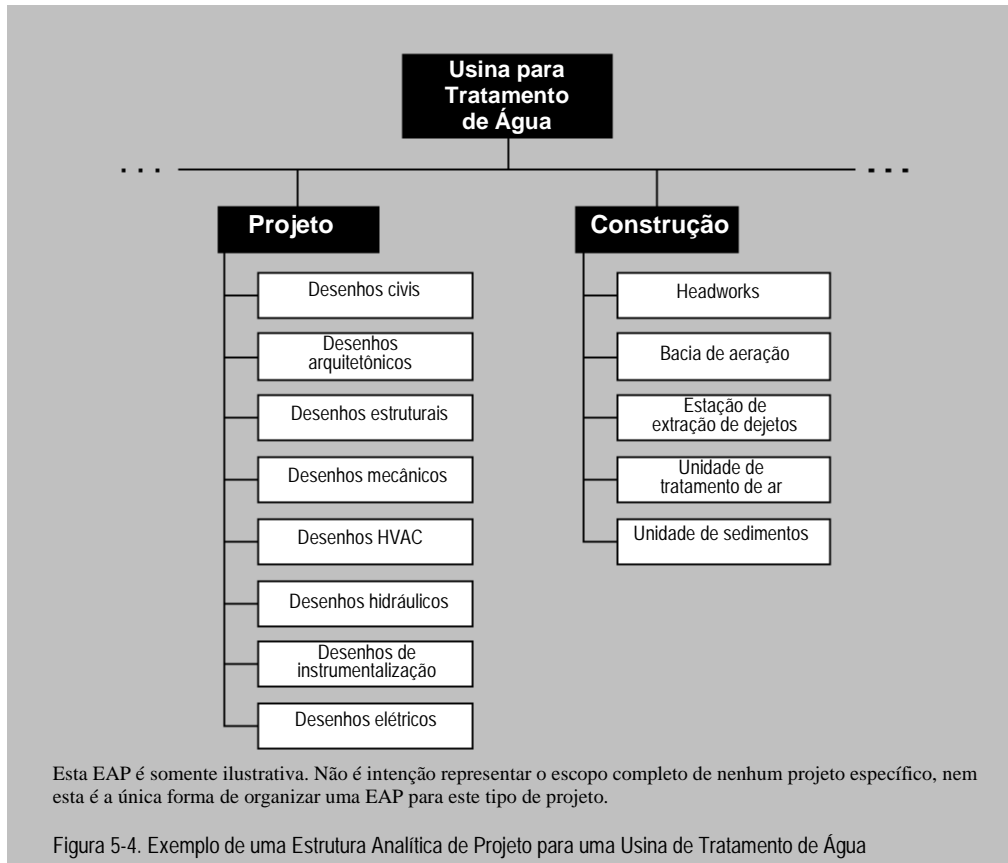 Usina para
Tratamento
de Água
. . .
. . .
Projeto
Desenhos civis
Desenhos
arquitetônicos
Desenhos estruturais
Desenhos mecânicos
Desenhos HVAC
Desenhos hidráulicos
Desenhos de
instrumentalização
Desenhos elétricos
Construção
Headworks
Bacia de aeração
Estação de
extração de dejetos
Unidade de
tratamento de ar
Unidade de sedimentos
Esta EAP é somente ilustrativa. Não é intenção representar o escopo completo de nenhum projeto específico, nem
esta é a única forma de organizar uma EAP para este tipo de projeto.
Figura 5-4. Exemplo de uma Estrutura Analítica de Projeto para uma Usina de Tratamento de Água